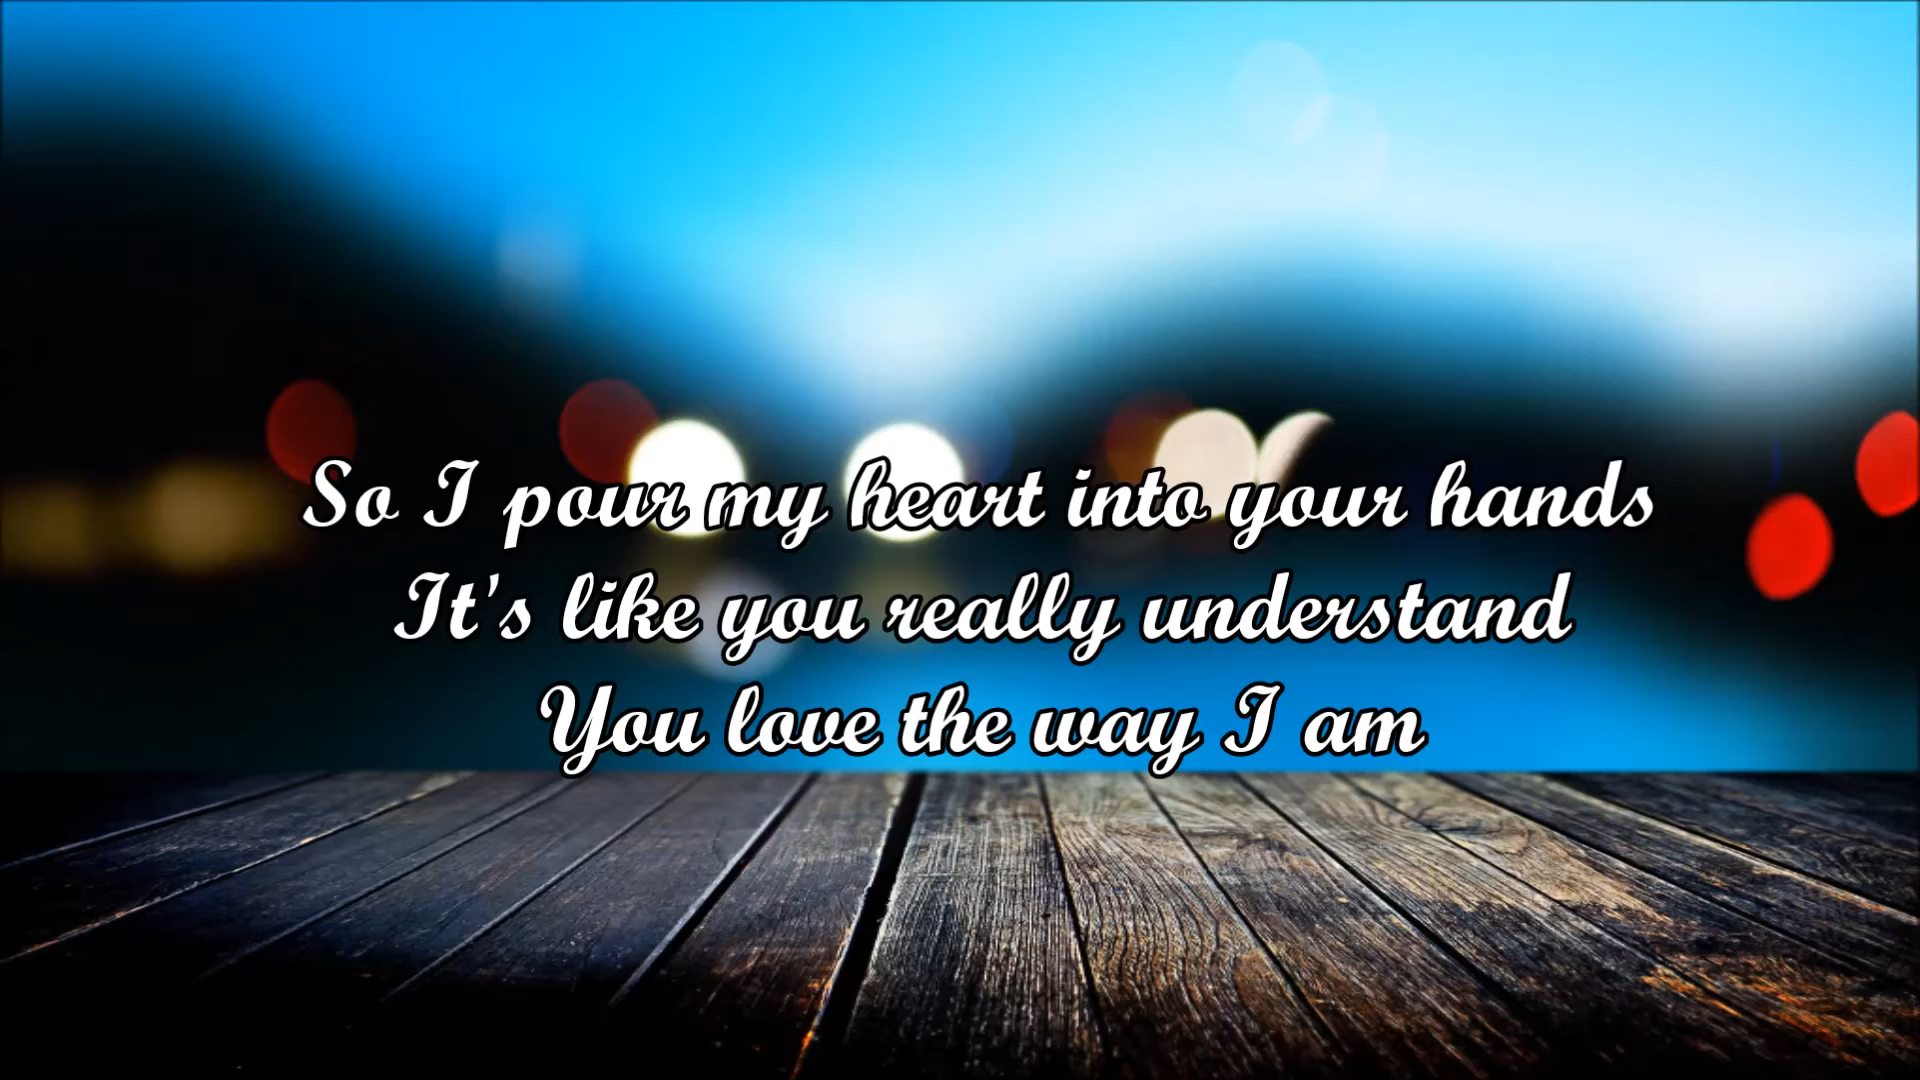 So I pour my heart into your hands
It's like you really understand
You love the way I am